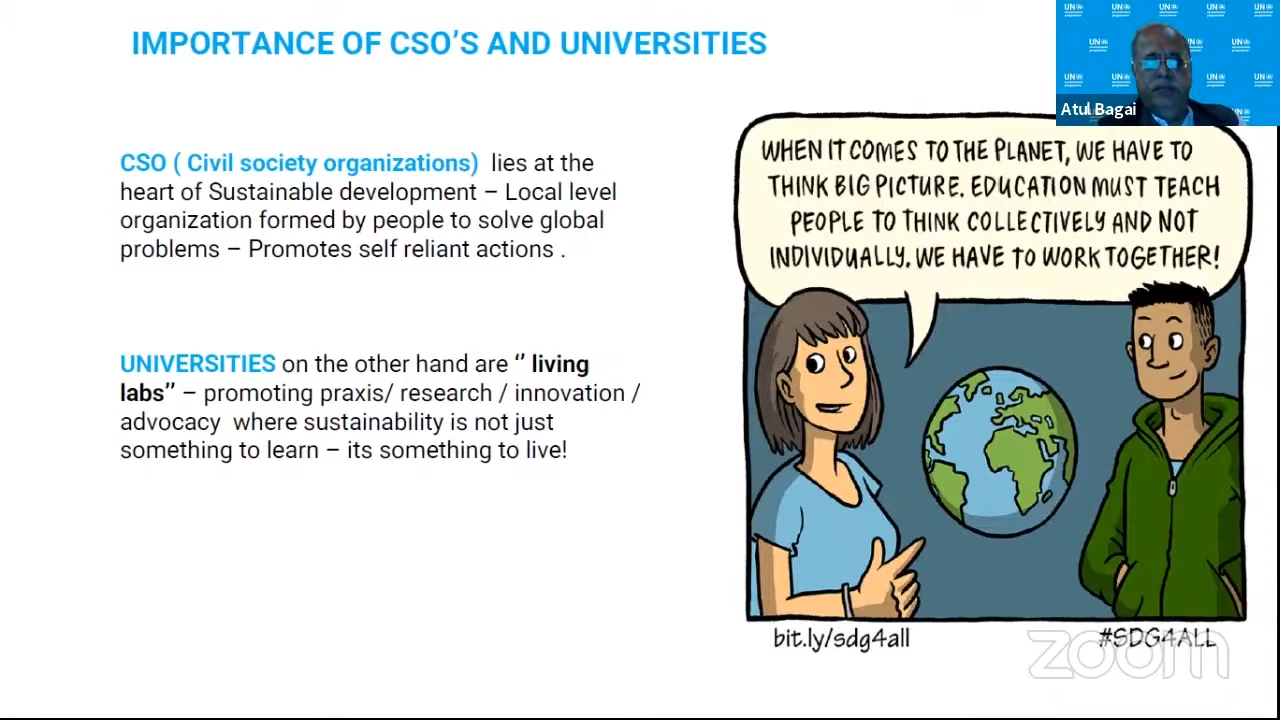 IMPORTANCE OF CSO'S AND UNIVERSITIES
CSO ( Civil society organizations) lies at the
heart of Sustainable development – Local level
organization formed by people to solve global
problems – Promotes self reliant actions .
UNIVERSITIES on the other hand are ‘’ living
labs’’ – promoting praxis/ research / innovation /
advocacy where sustainability is not just
something to learn – its something to live!
Atul Bagai
WHEN IT COMES TO THE PLANET, WE HAVE TO
THINK BIG PICTURE. EDUCATION MUST TEACH
PEOPLE TO THINK COLLECTIVELY AND NOT
INDIVIDUALLY. WE HAVE TO WORK TOGETHER!
bit.ly/sdg4all
#SDG4ALL
zoom